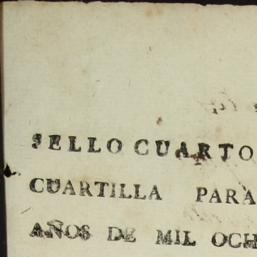 SELLO CUARTO
CUARTILLA PARA
AÑOS DE MIL OCH